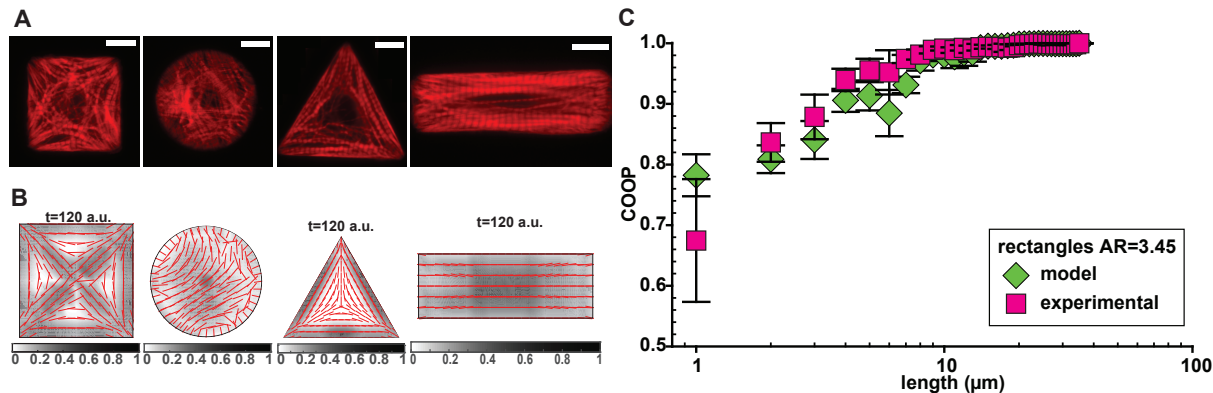 A
B
t=120 a.u.
t=120 a.u.
t=120 a.u.
0 0.2 0.4 0.6 0.8 1
0 0.2 0.4 0.6 0.8 1
0 0.2 0.4 0.6 0.8 1
0 0.2 0.4 0.6 0.8 1
C
COOP
1.0
0.9
0.8
0.7
0.6
0.5
rectangles AR=3.45
model
experimental
1 10 100
length (µm)